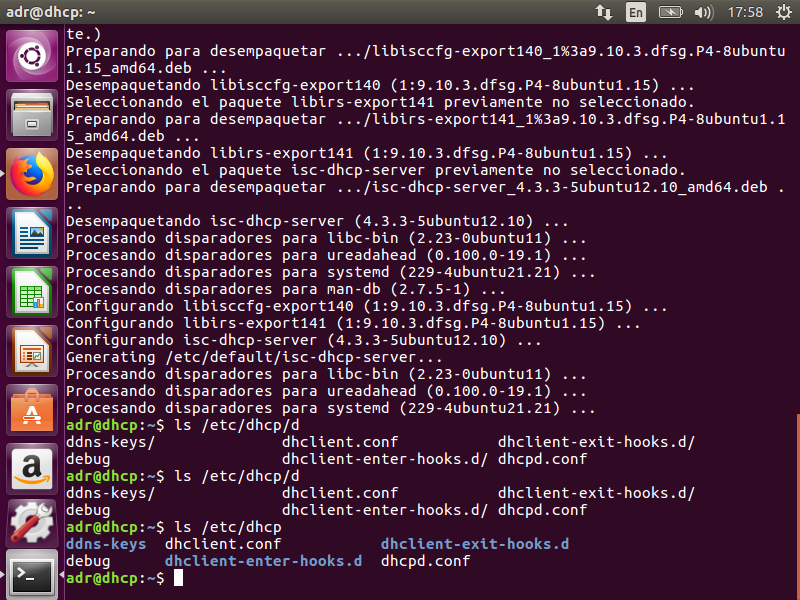 adr@dhcp: ~ En 17:58
te.)
Preparando para desempaquetar .../libisccfg-export140_1%3a9.10.3.dfsg.P4-8ubuntu
1.15_amd64.deb ...
Desempaquetando libisccfg-export140 (1:9.10.3.dfsg.P4-8ubuntu1.15) ...
Seleccionando el paquete libirs-export141 previamente no seleccionado.
Preparando para desempaquetar .../libirs-export141_1%3a9.10.3.dfsg.P4-8ubuntu1.1
5_amd64.deb ...
Desempaquetando libirs-export141 (1:9.10.3.dfsg.P4-8ubuntu1.15) ...
Seleccionando el paquete isc-dhcp-server previamente no seleccionado.
Preparando para desempaquetar .../isc-dhcp-server_4.3.3-5ubuntu12.10_amd64.deb .
..
Desempaquetando isc-dhcp-server (4.3.3-5ubuntu12.10) ...
Procesando disparadores para libc-bin (2.23-0ubuntu11) ...
Procesando disparadores para ureadahead (0.100.0-19.1) ...
Procesando disparadores para systemd (229-4ubuntu21.21) ...
Procesando disparadores para man-db (2.7.5-1) ...
Configurando libisccfg-export140 (1:9.10.3.dfsg.P4-8ubuntu1.15) ...
Configurando libirs-export141 (1:9.10.3.dfsg.P4-8ubuntu1.15) ...
Configurando isc-dhcp-server (4.3.3-5ubuntu12.10) ...
Generating /etc/default/isc-dhcp-server...
Procesando disparadores para libc-bin (2.23-0ubuntu11) ...
Procesando disparadores para ureadahead (0.100.0-19.1) ...
Procesando disparadores para systemd (229-4ubuntu21.21) ...
adr@dhcp:~$ ls /etc/dhcp/d
ddns-keys/ dhclient.conf dhclient-exit-hooks.d/
debug dhclient-enter-hooks.d/ dhcpd.conf
adr@dhcp:~$ ls /etc/dhcp/d
ddns-keys/ dhclient.conf dhclient-exit-hooks.d/
debug dhclient-enter-hooks.d/ dhcpd.conf
adr@dhcp:~$ ls /etc/dhcp
ddns-keys dhclient.conf dhclient-exit-hooks.d
debug dhclient-enter-hooks.d dhcpd.conf
adr@dhcp:~$